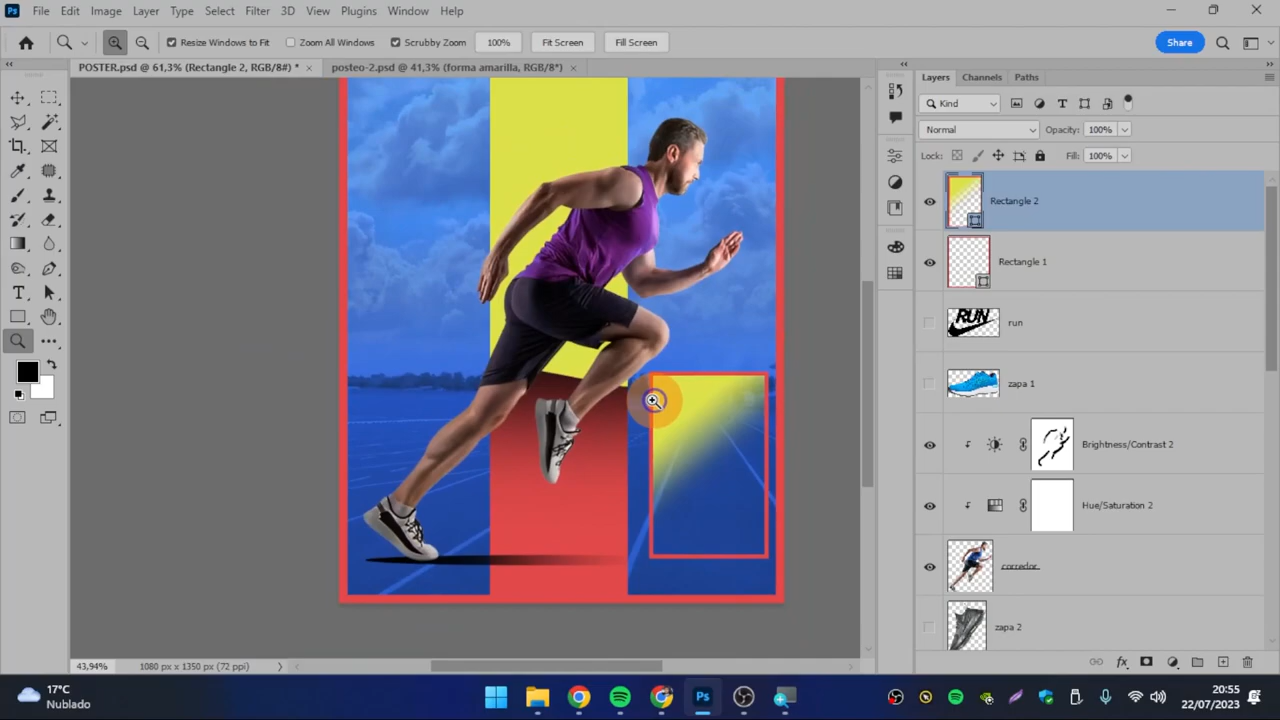 Ps File Edit Image Layer Type Select Filter 3D View Plugins Window Help
Resize Windows to Fit Zoom All Windows Scrubby Zoom 100% Fit Screen Fill Screen Share
POSTER.psd @ 61,3% (Rectangle 2, RGB/8#) * posteo-2.psd @ 41,3% (forma amarilla, RGB/8*)
Layers Channels Paths
Kind
Normal Opacity: 100%
Lock: Fill: 100%
Rectangle 2
Rectangle 1
RUN run
zapa 1
Brightness/Contrast 2
Hue/Saturation 2
corredor
zapa 2
T
43,94% 1080 px x 1350 px (72 ppi)
fx
17°C
Nublado
Ps
20:55
22/07/2023